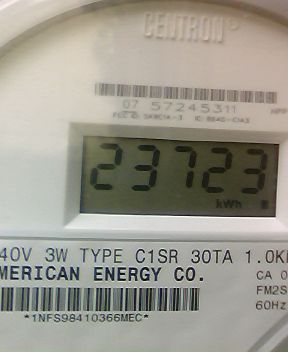 CENTRON®
07 57245311
23723
kWh
40V 3W TYPE C1SR 30TA 1.0K
MERICAN ENERGY CO.
CA 0
FM2S
60Hz
*1NFS98410366MEC*